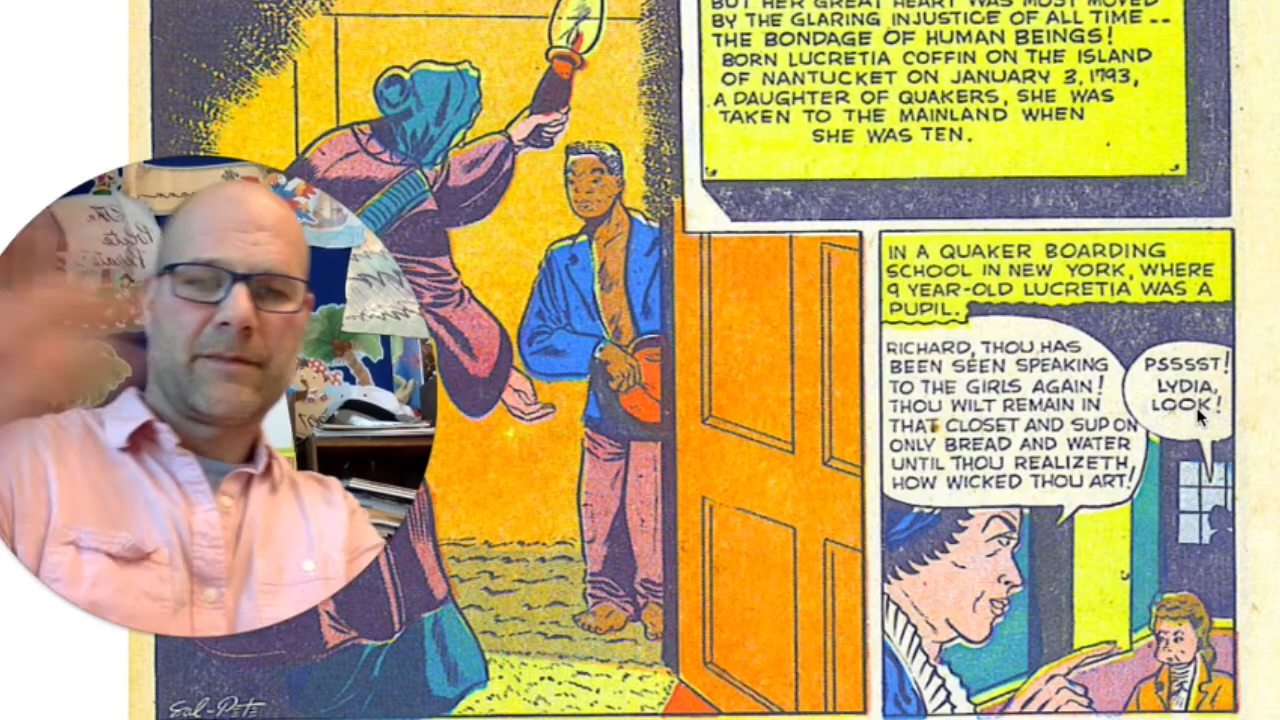 BUT HER GREAT HEART WAS MOST MOVED
BY THE GLARING INJUSTICE OF ALL TIME--
THE BONDAGE OF HUMAN BEINGS!
BORN LUCRETIA COFFIN ON THE ISLAND
OF NANTUCKET ON JANUARY 3, 1793,
A DAUGHTER OF QUAKERS, SHE WAS
TAKEN TO THE MAINLAND WHEN
SHE WAS TEN.
IN A QUAKER BOARDING
SCHOOL IN NEW YORK, WHERE
9 YEAR-OLD LUCRETIA WAS A
PUPIL.
RICHARD, THOU HAS
BEEN SEEN SPEAKING
TO THE GIRLS AGAIN!
THOU WILT REMAIN IN
THAT CLOSET AND SUP ON
ONLY BREAD AND WATER
UNTIL THOU REALIZETH
HOW WICKED THOU ART!
PSSSST!
LYDIA,
LOOK!
Sal-Pete